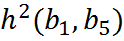 h²(b₁, b₅)